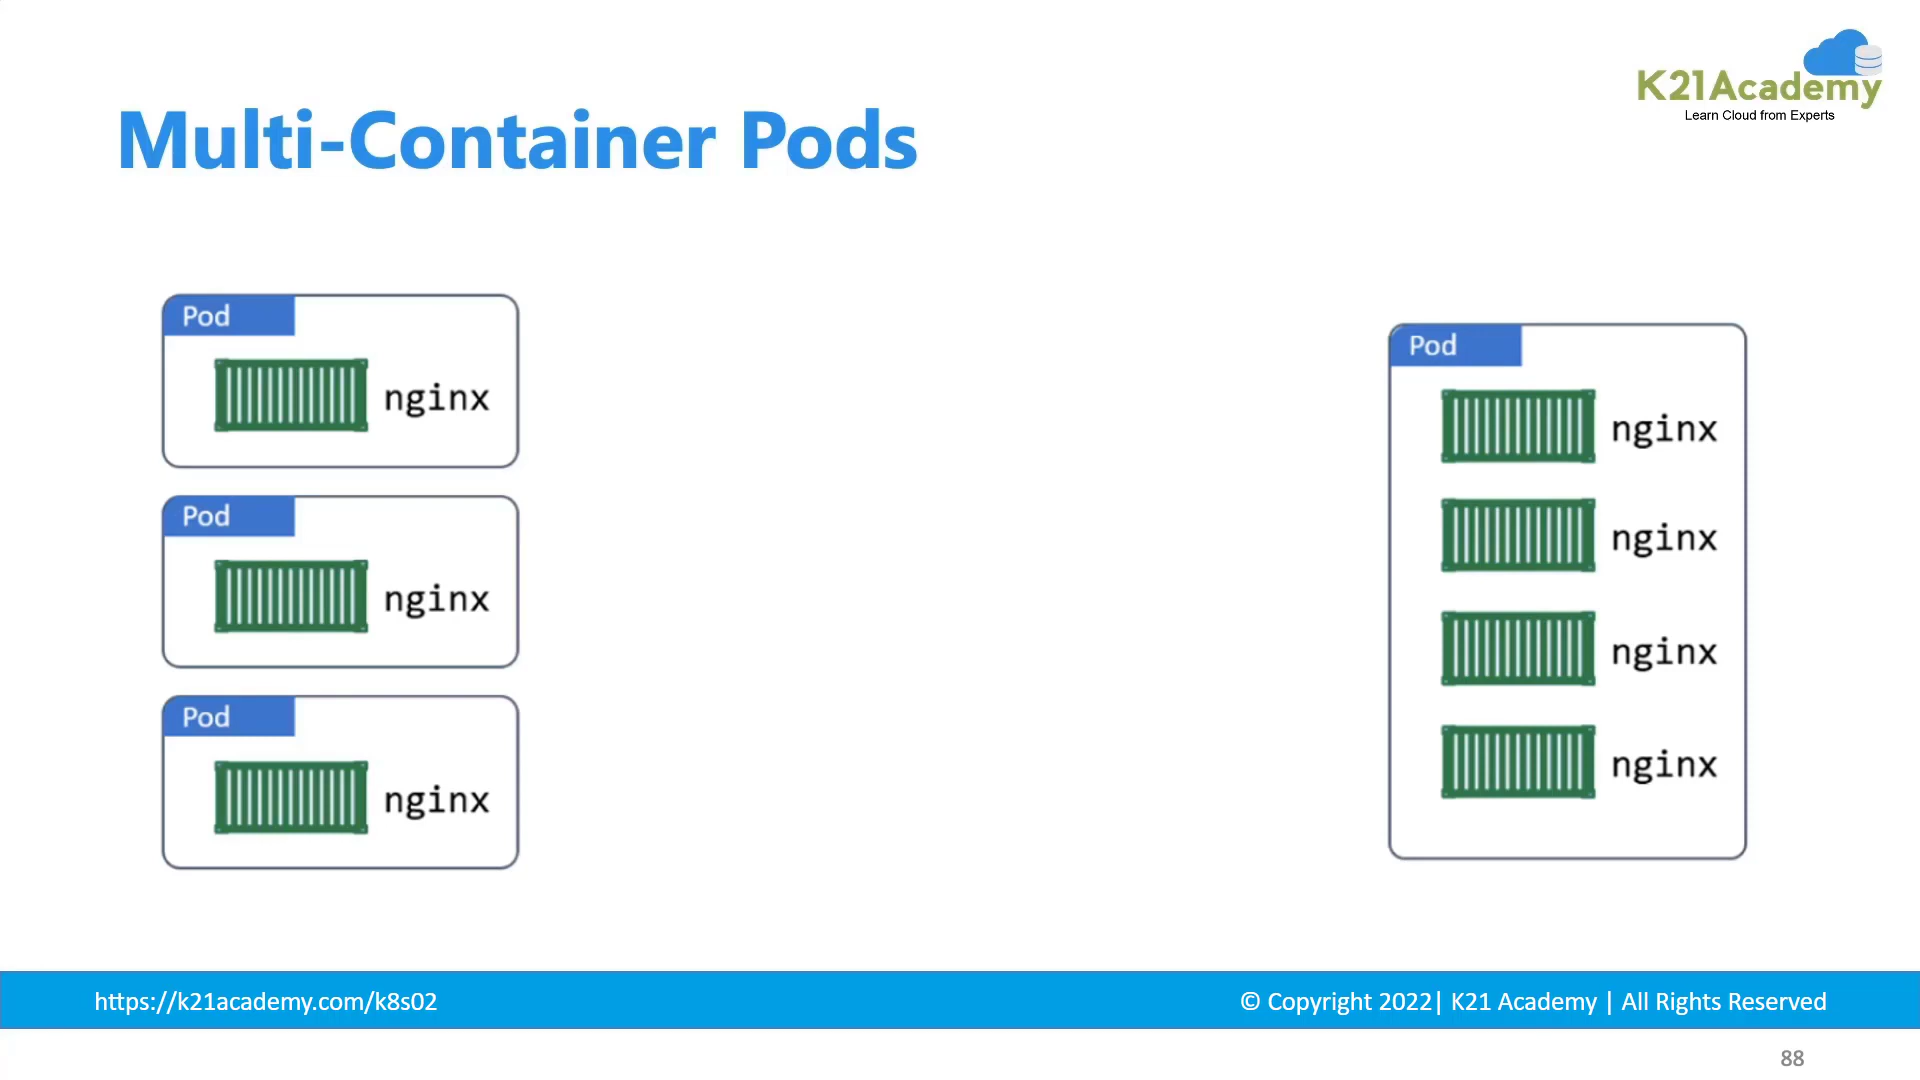 K21Academy
Learn Cloud from Experts
Multi-Container Pods
Pod
nginx
Pod
nginx
Pod
nginx
Pod
nginx
nginx
nginx
nginx
https://k21academy.com/k8s02
© Copyright 2022| K21 Academy | All Rights Reserved
88